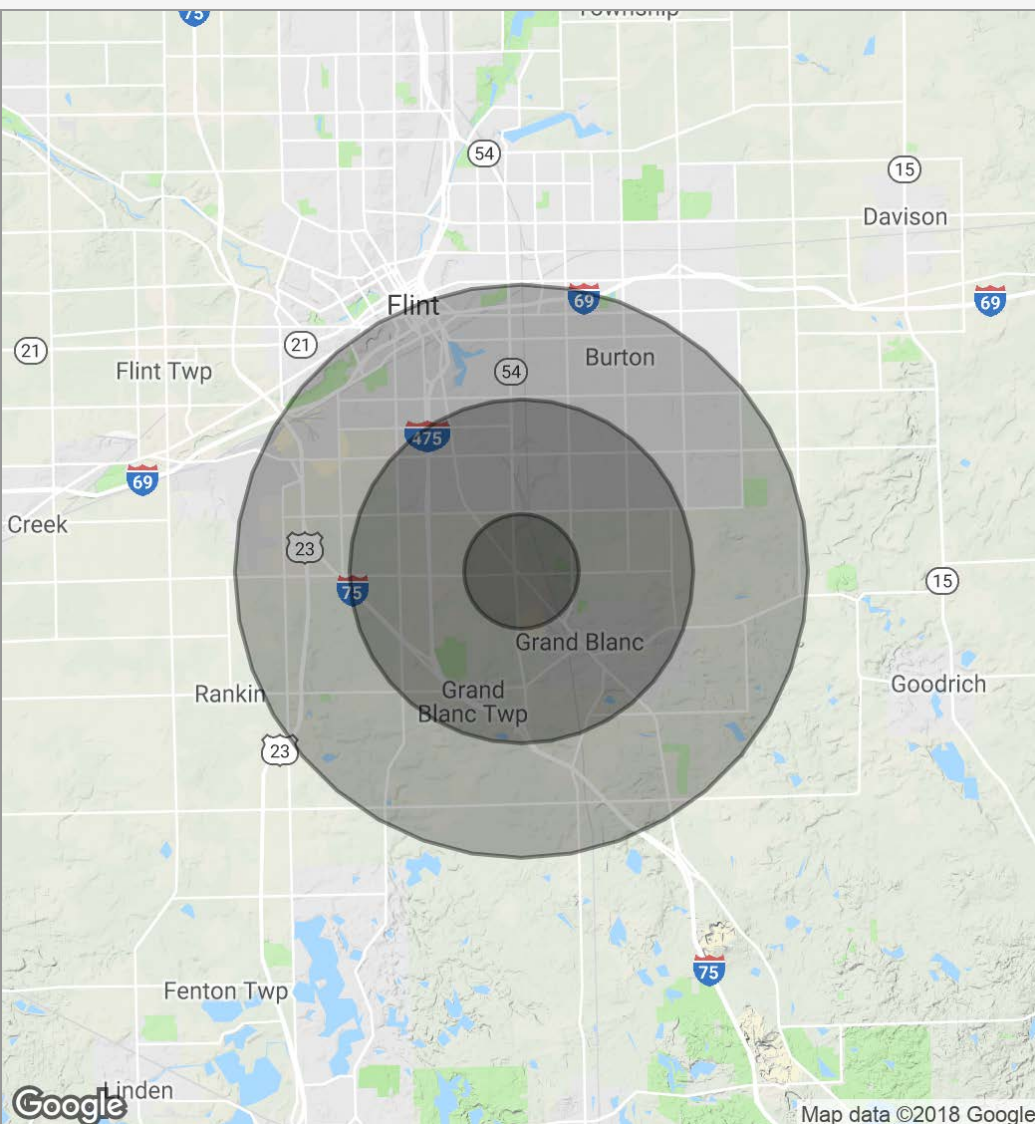 75
Township
54
15
Davison
Flint
69
69
21
21
Burton
Flint Twp
54
475
69
Creek
23
75
15
Grand Blanc
Rankin
Grand
Blanc Twp
Goodrich
23
75
Fenton Twp
Linden
Google
Map data ©2018 Google